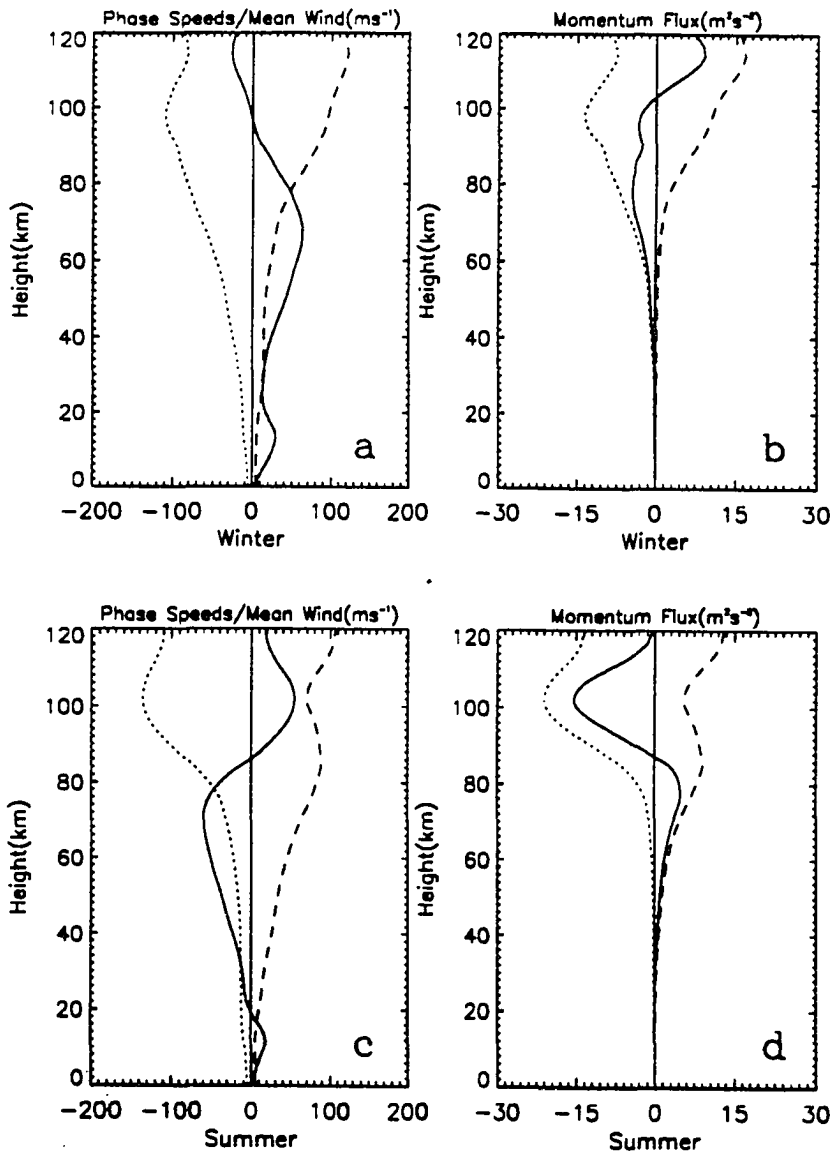 Phase Speeds/Mean Wind(ms⁻¹)
Momentum Flux(m²s⁻²)
120
100
80
60
40
20
0
Height(km)
a
-200 -100 0 100 200
Winter
120
100
80
60
40
20
0
Height(km)
b
-30 -15 0 15 30
Winter
Phase Speeds/Mean Wind(ms⁻¹)
Momentum Flux(m²s⁻²)
120
100
80
60
40
20
0
Height(km)
c
-200 -100 0 100 200
Summer
120
100
80
60
40
20
0
Height(km)
d
-30 -15 0 15 30
Summer